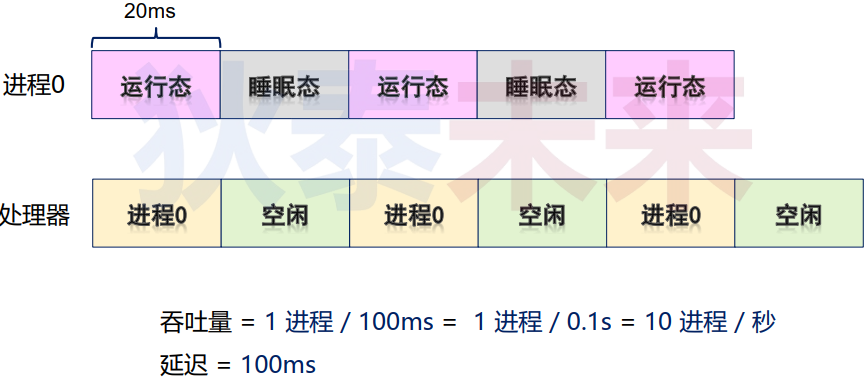 20ms
进程0 运行态 睡眠态 运行态 睡眠态 运行态
处理器 进程0 空闲 进程0 空闲 进程0 空闲
吞吐量 = 1 进程 / 100ms = 1 进程 / 0.1s = 10 进程 / 秒
延迟 = 100ms
狄泰未来